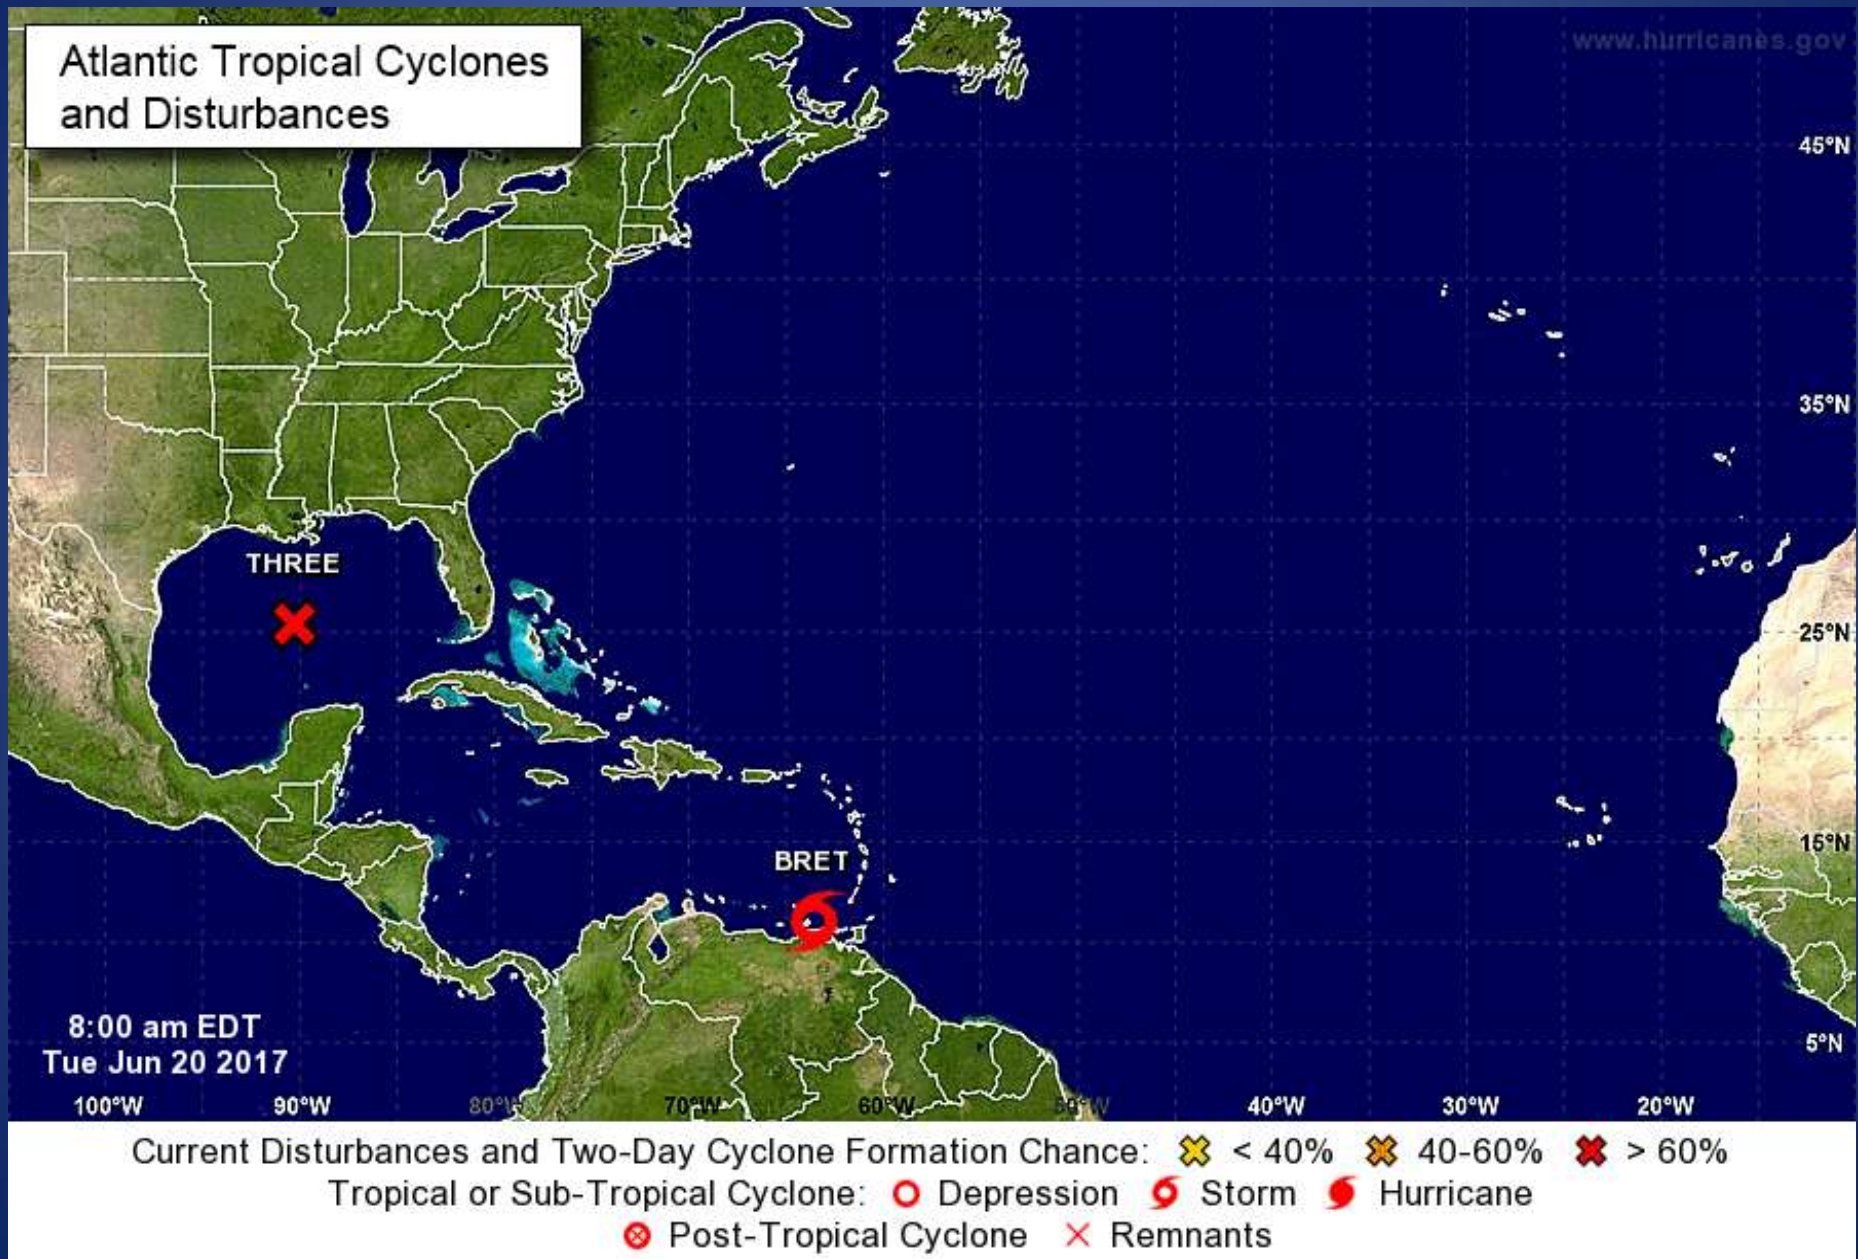 Atlantic Tropical Cyclones
and Disturbances
www.hurricanes.gov
45°N
35°N
THREE
25°N
15°N
BRET
8:00 am EDT
Tue Jun 20 2017
5°N
100°W 90°W 80°W 70°W 60°W 50°W 40°W 30°W 20°W
Current Disturbances and Two-Day Cyclone Formation Chance: < 40% 40-60% > 60%
Tropical or Sub-Tropical Cyclone: Depression Storm Hurricane
Post-Tropical Cyclone Remnants